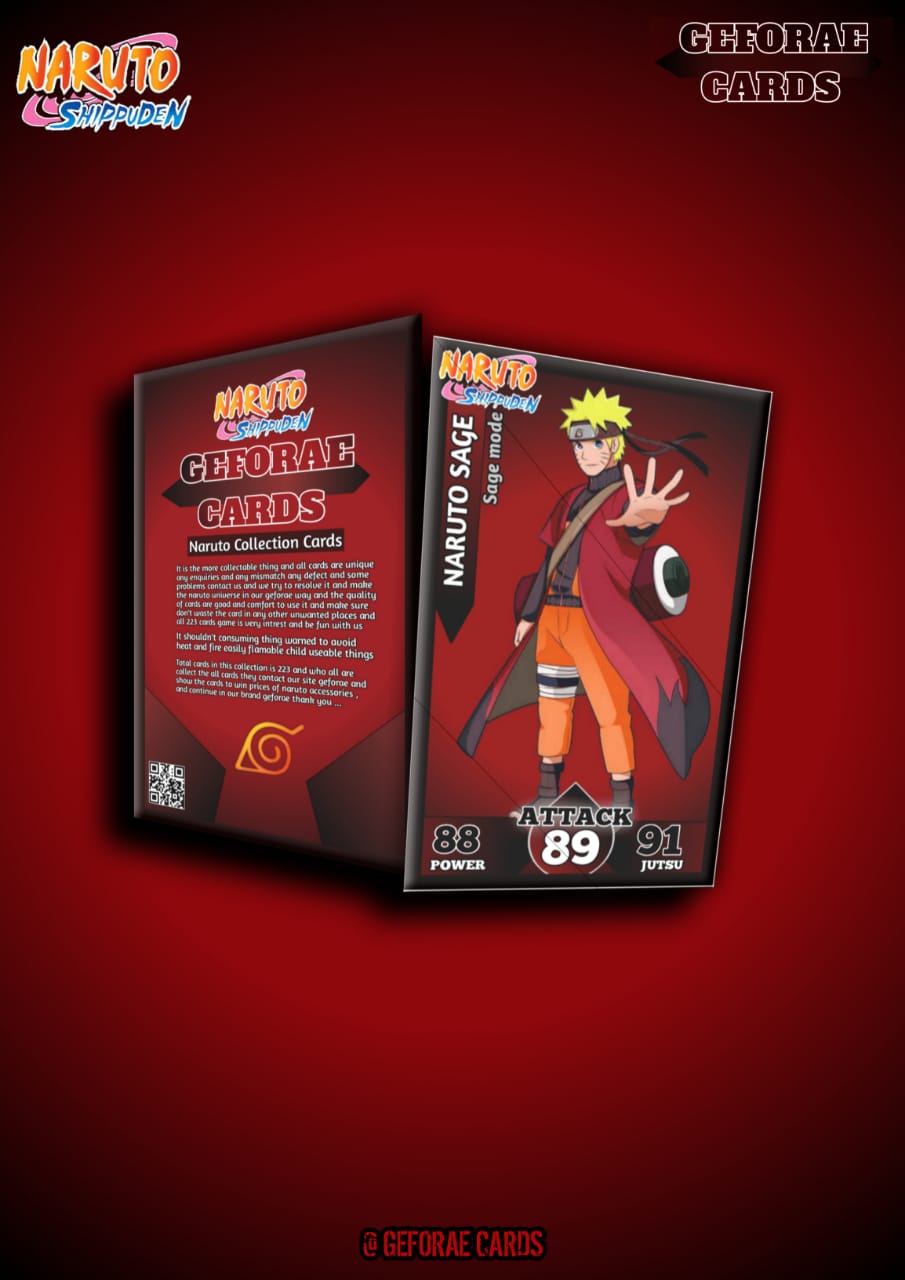 NARUTO
SHIPPUDEN
GEFORAE
CARDS
NARUTO
SHIPPUDEN
GEFORAE
CARDS
Naruto Collection Cards
It is the more collectable thing and all cards are unique
any enquiries and any mismatch any defect and some
problems contact us and we try to resolve it and make
the naruto universe in our geforae way and the quality
of cards are good and comfort to use it and make sure
don't waste the card in any other unwanted places and
all 223 cards game is very intrest and be fun with us
It shouldn't consuming thing warned to avoid
heat and fire easily flamable child useable things
Total cards in this collection is 223 and who all are
collect the all cards they contact our site geforae and
show the cards to win prices of naruto accessories ,
and continue in our brand geforae thank you ...
NARUTO
SHIPPUDEN
NARUTO SAGE
Sage mode
ATTACK
88
89
91
POWER
JUTSU
@ GEFORAE CARDS